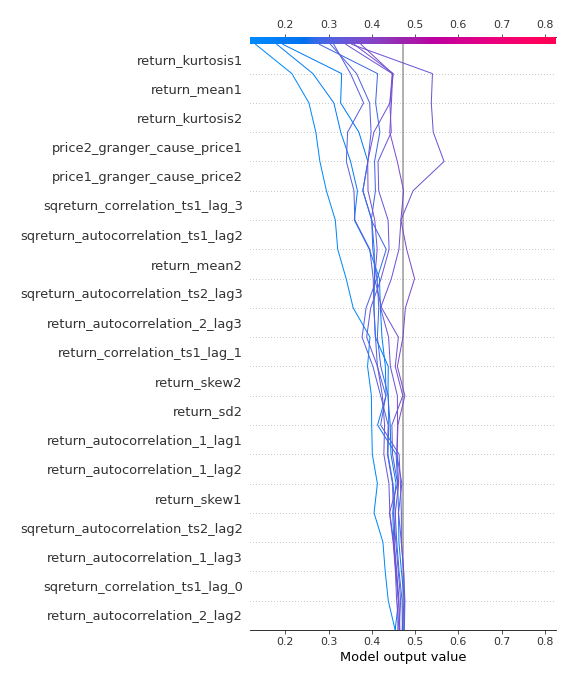 0.2 0.3 0.4 0.5 0.6 0.7 0.8
return_kurtosis1
return_mean1
return_kurtosis2
price2_granger_cause_price1
price1_granger_cause_price2
sqreturn_correlation_ts1_lag_3
sqreturn_autocorrelation_ts1_lag2
return_mean2
sqreturn_autocorrelation_ts2_lag3
return_autocorrelation_2_lag3
return_correlation_ts1_lag_1
return_skew2
return_sd2
return_autocorrelation_1_lag1
return_autocorrelation_1_lag2
return_skew1
sqreturn_autocorrelation_ts2_lag2
return_autocorrelation_1_lag3
sqreturn_correlation_ts1_lag_0
return_autocorrelation_2_lag2
0.2 0.3 0.4 0.5 0.6 0.7 0.8
Model output value